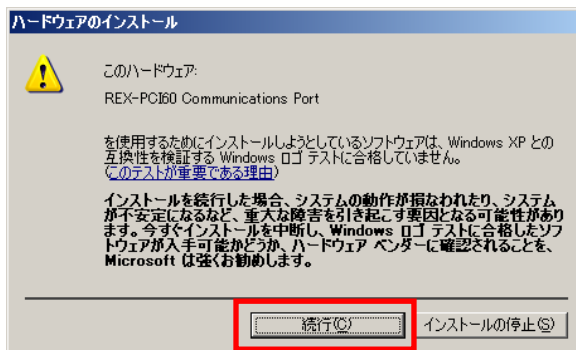 ハードウェアのインストール
このハードウェア:
REX-PCI60 Communications Port
を使用するためにインストールしようとしているソフトウェアは、Windows XP との
互換性を検証する Windows ロゴ テストに合格していません。
(このテストが重要である理由)
インストールを続行した場合、システムの動作が損なわれたり、システム
が不安定になるなど、重大な障害を引き起こす要因となる可能性があり
ます。今すぐインストールを中断し、Windows ロゴ テストに合格したソフ
トウェアが入手可能かどうか、ハードウェア ベンダーに確認されることを、
Microsoft は強くお勧めします。
続行(C) インストールの停止(S)